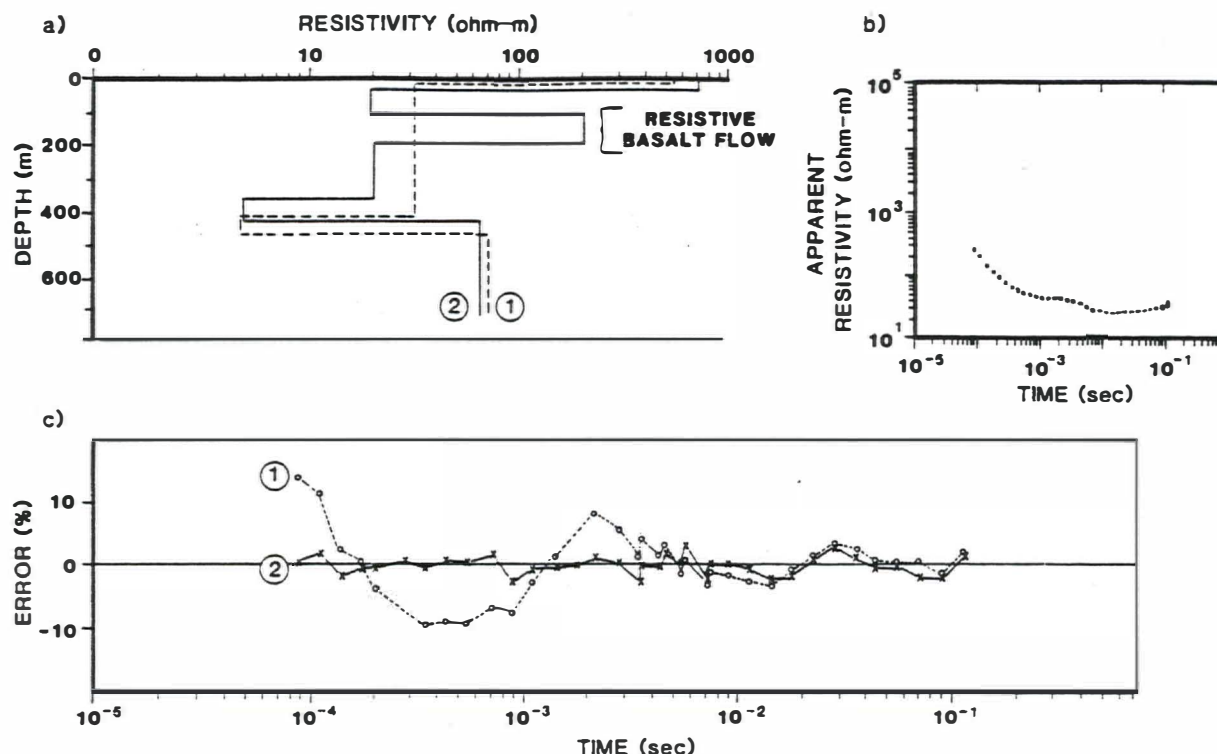 a)
RESISTIVITY (ohm-m)
0 10 100 1000
DEPTH (m)
0
200
400
600
RESISTIVE
BASALT FLOW
2 1
b)
APPARENT
RESISTIVITY (ohm-m)
10^5
10^3
10^1
10^-5 10^-3 10^-1
TIME (sec)
c)
ERROR (%)
10
0
-10
1
2
10^-5 10^-4 10^-3 10^-2 10^-1
TIME (sec)